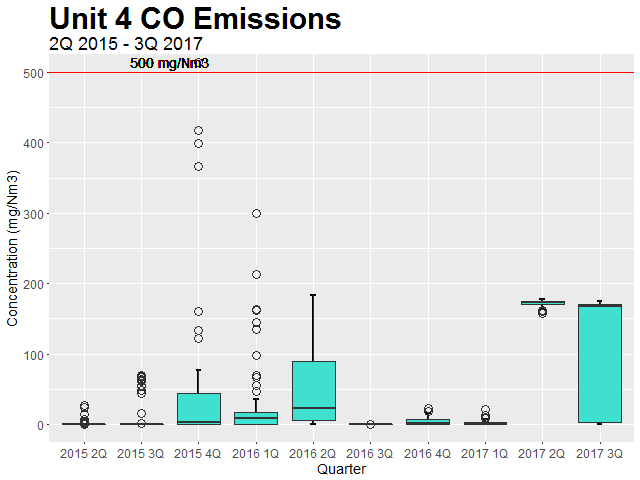 Unit 4 CO Emissions
2Q 2015 - 3Q 2017
500 mg/Nm3
500
400
300
200
100
0
Concentration (mg/Nm3)
2015 2Q 2015 3Q 2015 4Q 2016 1Q 2016 2Q 2016 3Q 2016 4Q 2017 1Q 2017 2Q 2017 3Q
Quarter